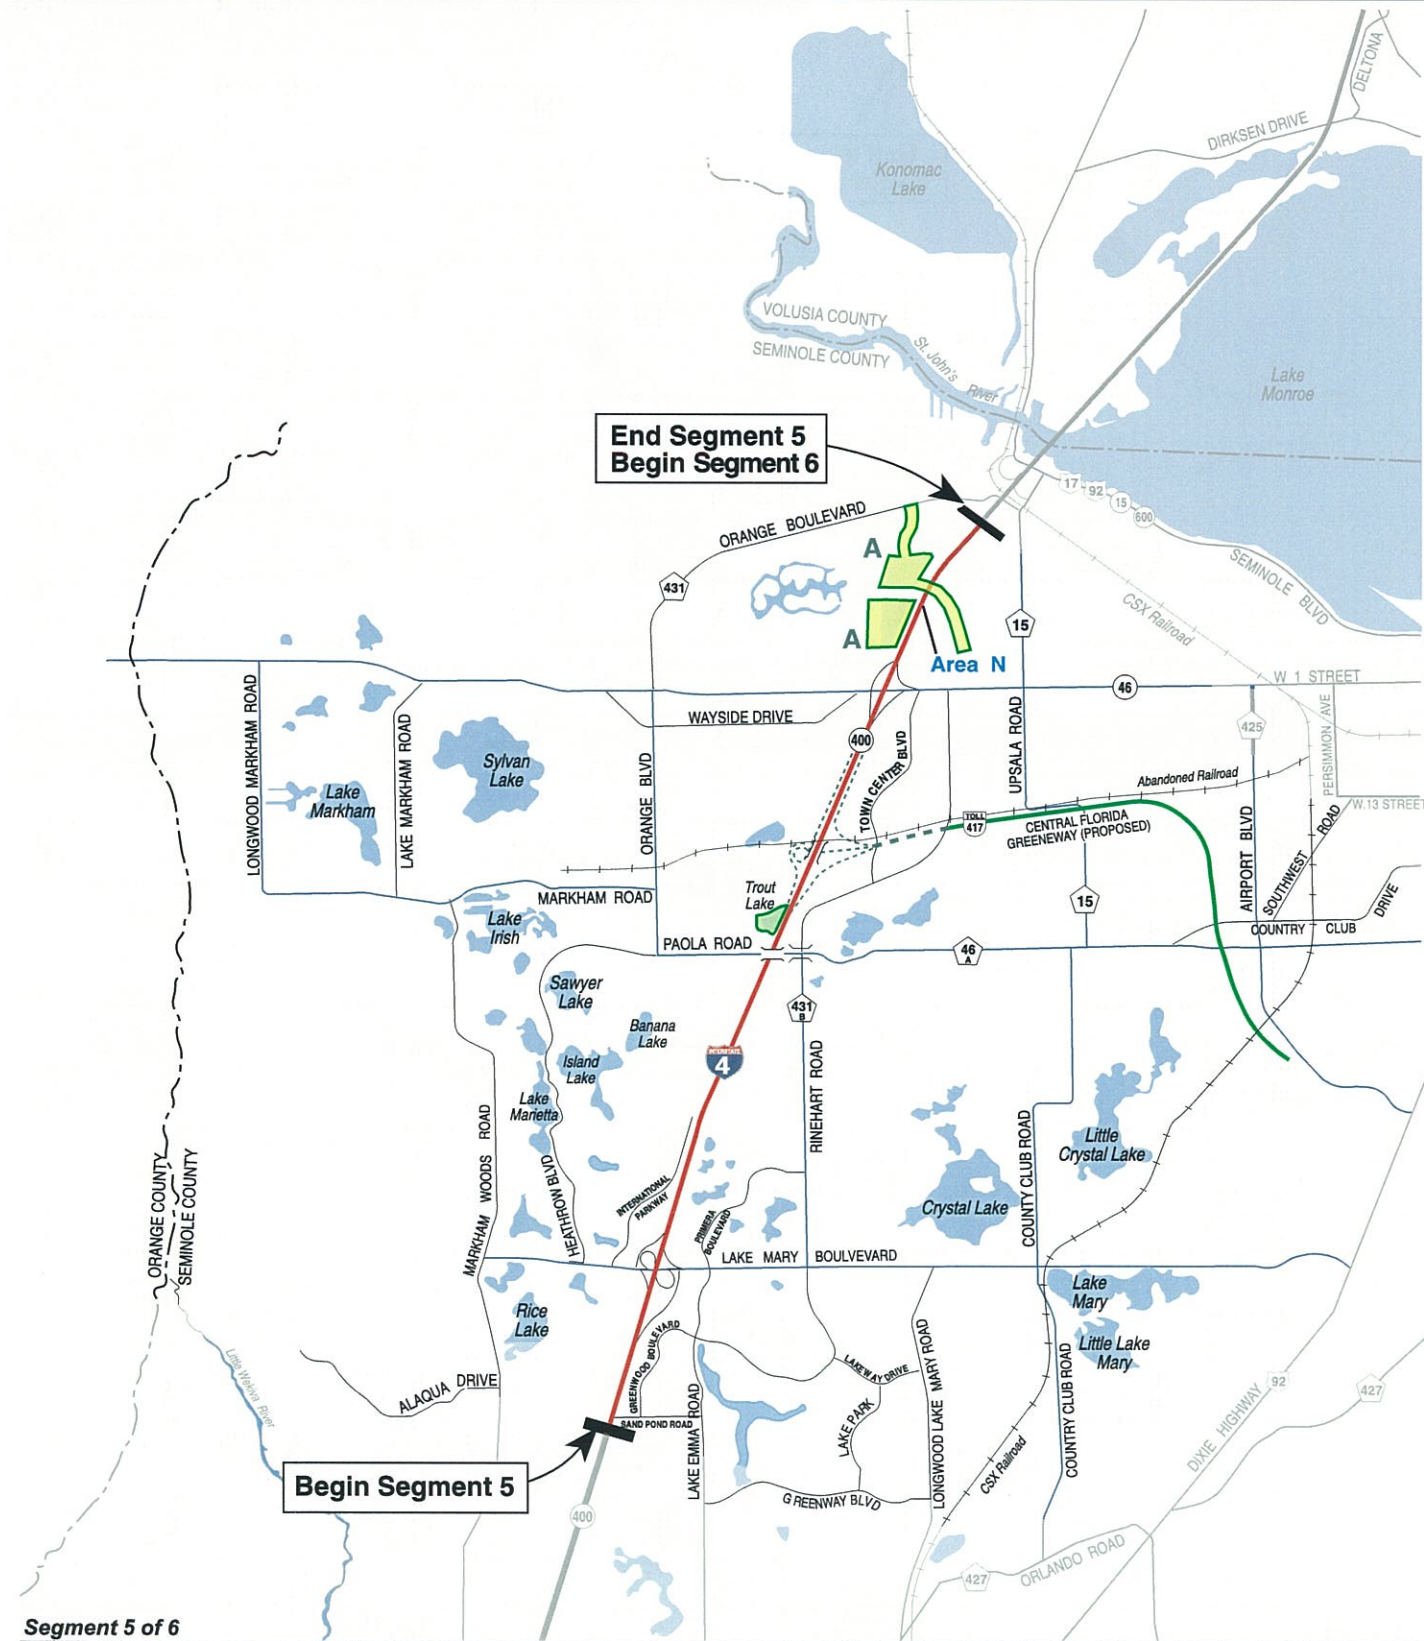 DELTONA
DIRKSEN DRIVE
Konomac
Lake
VOLUSIA COUNTY
SEMINOLE COUNTY
St. John's
River
Lake
Monroe
End Segment 5
Begin Segment 6
17
92
15
600
ORANGE BOULEVARD
A
431
SEMINOLE BLVD
CSX Railroad
15
A
Area N
W 1 STREET
46
LONGWOOD MARKHAM ROAD
LAKE MARKHAM ROAD
WAYSIDE DRIVE
UPSALA ROAD
425
PERSIMMON AVE
400
TOWN CENTER BLVD
Sylvan
Lake
ORANGE BLVD
Lake
Markham
Abandoned Railroad
W.13 STREET
TOLL
417
CENTRAL FLORIDA
GREENEWAY (PROPOSED)
AIRPORT BLVD
SOUTHWEST ROAD
Trout
Lake
MARKHAM ROAD
15
DRIVE
COUNTRY CLUB
Lake
Irish
PAOLA ROAD
46
A
Sawyer
Lake
431
B
Banana
Lake
Island
Lake
INTERSTATE
4
RINEHART ROAD
Lake
Marietta
MARKHAM WOODS ROAD
HEATHROW BLVD
COUNTY CLUB ROAD
Little
Crystal Lake
ORANGE COUNTY
SEMINOLE COUNTY
INTERNATIONAL
PARKWAY
PRIMERA
BOULEVARD
Crystal Lake
LAKE MARY BOULVEVARD
Lake
Mary
Rice
Lake
Little Lake
Mary
Little Wekiva River
GREENWOOD BOULEVARD
LAKEWAY DRIVE
LONGWOOD LAKE MARY ROAD
COUNTRY CLUB ROAD
ALAQUA DRIVE
92
427
SAND POND ROAD
LAKE EMMA ROAD
LAKE PARK
DIXIE HIGHWAY
CSX Railroad
Begin Segment 5
GREENWAY BLVD
400
427
ORLANDO ROAD
Segment 5 of 6